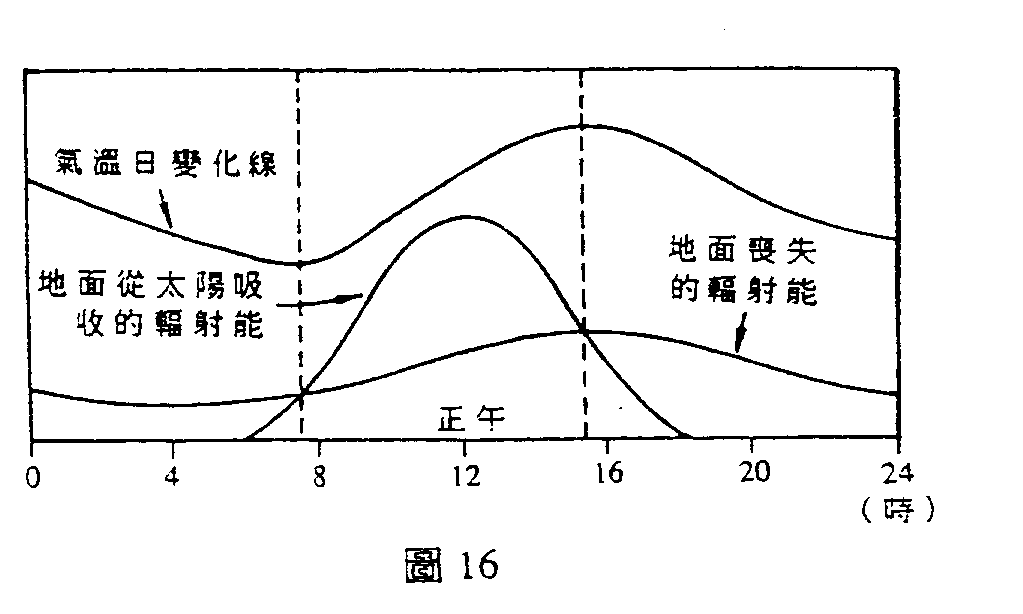 氣溫日變化線
地面從太陽吸
收的輻射能
地面喪失
的輻射能
正午
0 4 8 12 16 20 24
(時)
圖 16